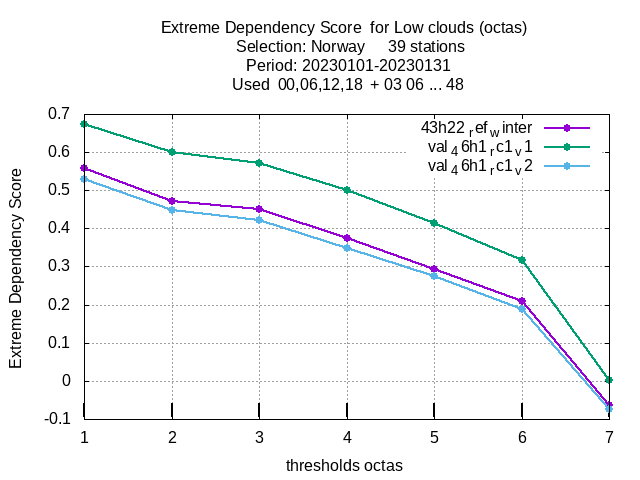 Extreme Dependency Score  for Low clouds (octas)
Selection: Norway     39 stations
Period: 20230101-20230131
Used  00,06,12,18  + 03 06 ... 48
43h22 ref winter
val 46h1 rc1 v1
val 46h1 rc1 v2
0.7
0.6
0.5
0.4
0.3
0.2
0.1
0
-0.1
Extreme Dependency Score
1 2 3 4 5 6 7
thresholds octas